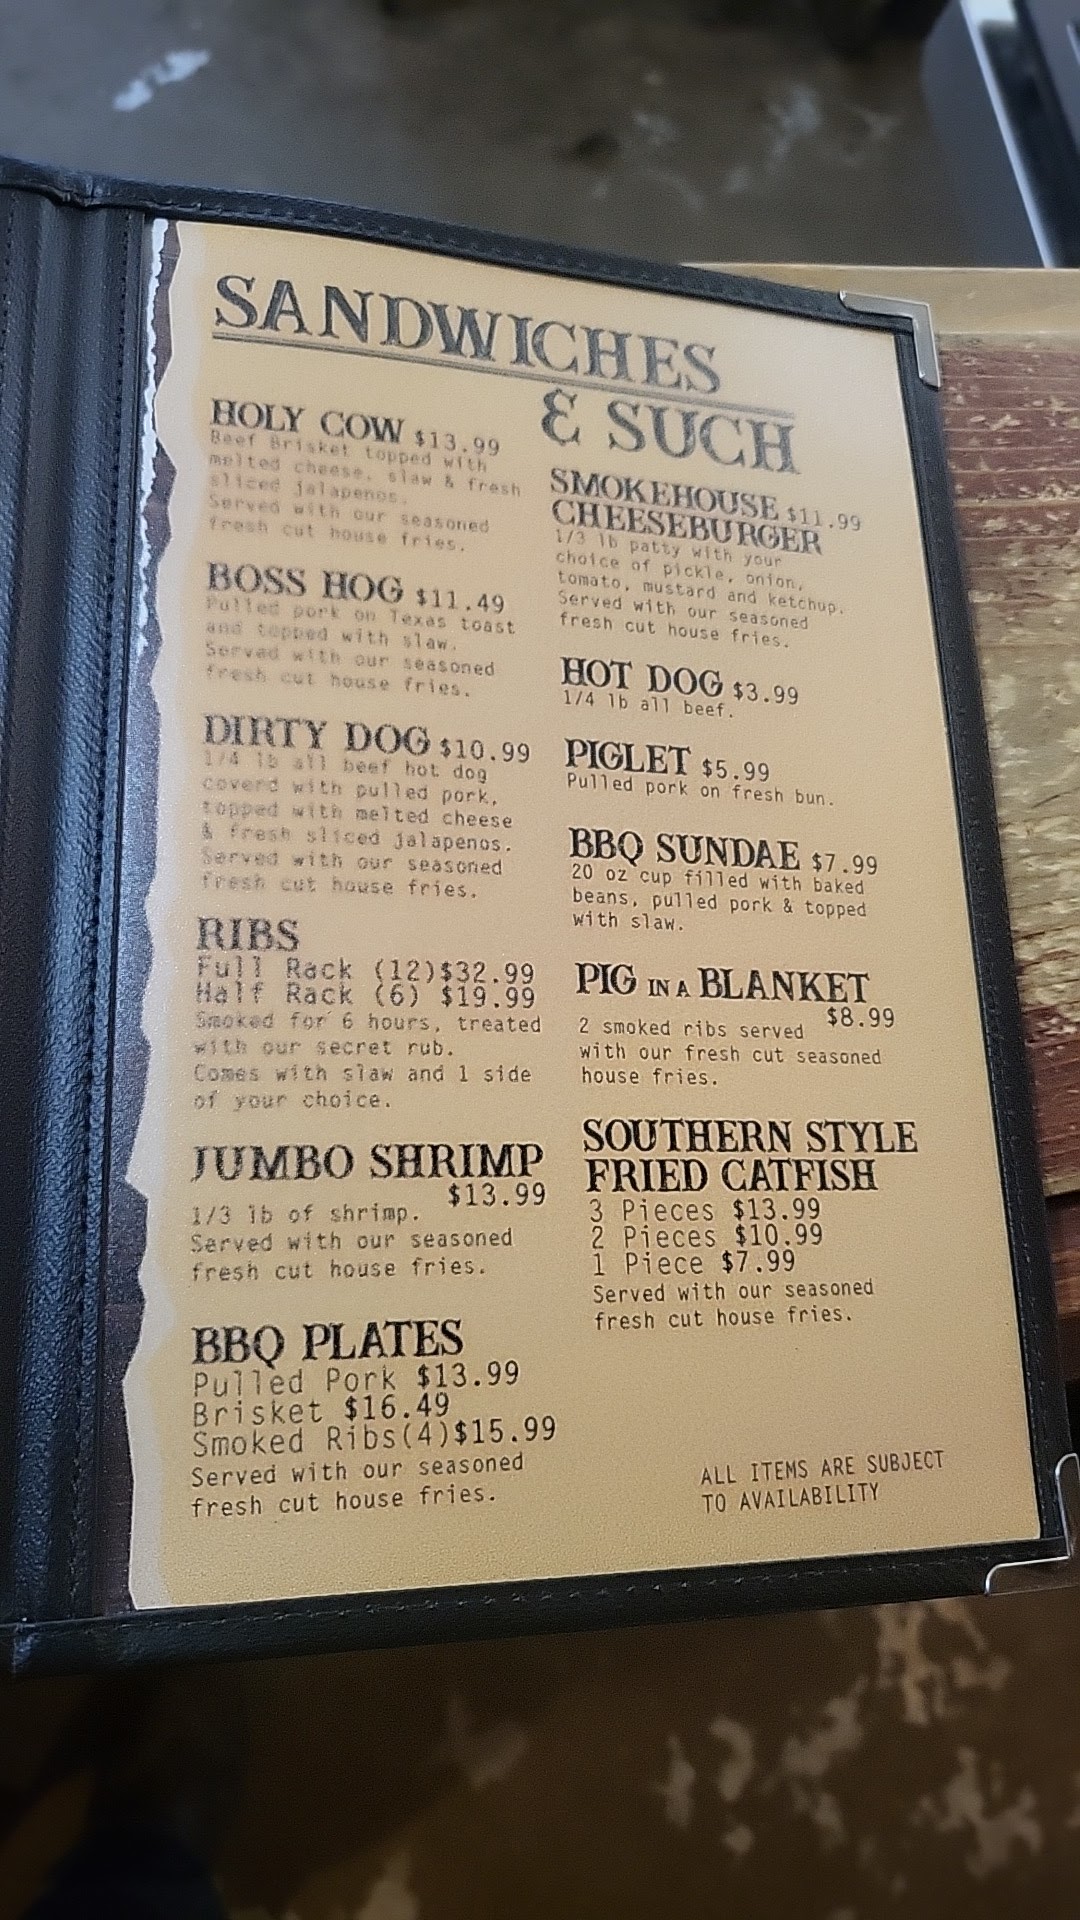 SANDWICHES
& SUCH
HOLY COW $13.99
Beef Brisket topped with
melted cheese, slaw & fresh
sliced jalapenos.
Served with our seasoned
fresh cut house fries.
BOSS HOG $11.49
Pulled pork on Texas toast
and topped with slaw.
Served with our seasoned
fresh cut house fries.
DIRTY DOG $10.99
1/4 lb all beef hot dog
coverd with pulled pork,
topped with melted cheese
& fresh sliced jalapenos.
Served with our seasoned
fresh cut house fries.
RIBS
Full Rack (12)$32.99
Half Rack (6) $19.99
Smoked for 6 hours, treated
with our secret rub.
Comes with slaw and 1 side
of your choice.
JUMBO SHRIMP
$13.99
1/3 lb of shrimp.
Served with our seasoned
fresh cut house fries.
BBQ PLATES
Pulled Pork $13.99
Brisket $16.49
Smoked Ribs(4)$15.99
Served with our seasoned
fresh cut house fries.
SMOKEHOUSE $11.99
CHEESEBURGER
1/3 lb patty with your
choice of pickle, onion,
tomato, mustard and ketchup.
Served with our seasoned
fresh cut house fries.
HOT DOG $3.99
1/4 lb all beef.
PIGLET $5.99
Pulled pork on fresh bun.
BBQ SUNDAE $7.99
20 oz cup filled with baked
beans, pulled pork & topped
with slaw.
PIG IN A BLANKET
$8.99
2 smoked ribs served
with our fresh cut seasoned
house fries.
SOUTHERN STYLE
FRIED CATFISH
3 Pieces $13.99
2 Pieces $10.99
1 Piece $7.99
Served with our seasoned
fresh cut house fries.
ALL ITEMS ARE SUBJECT
TO AVAILABILITY